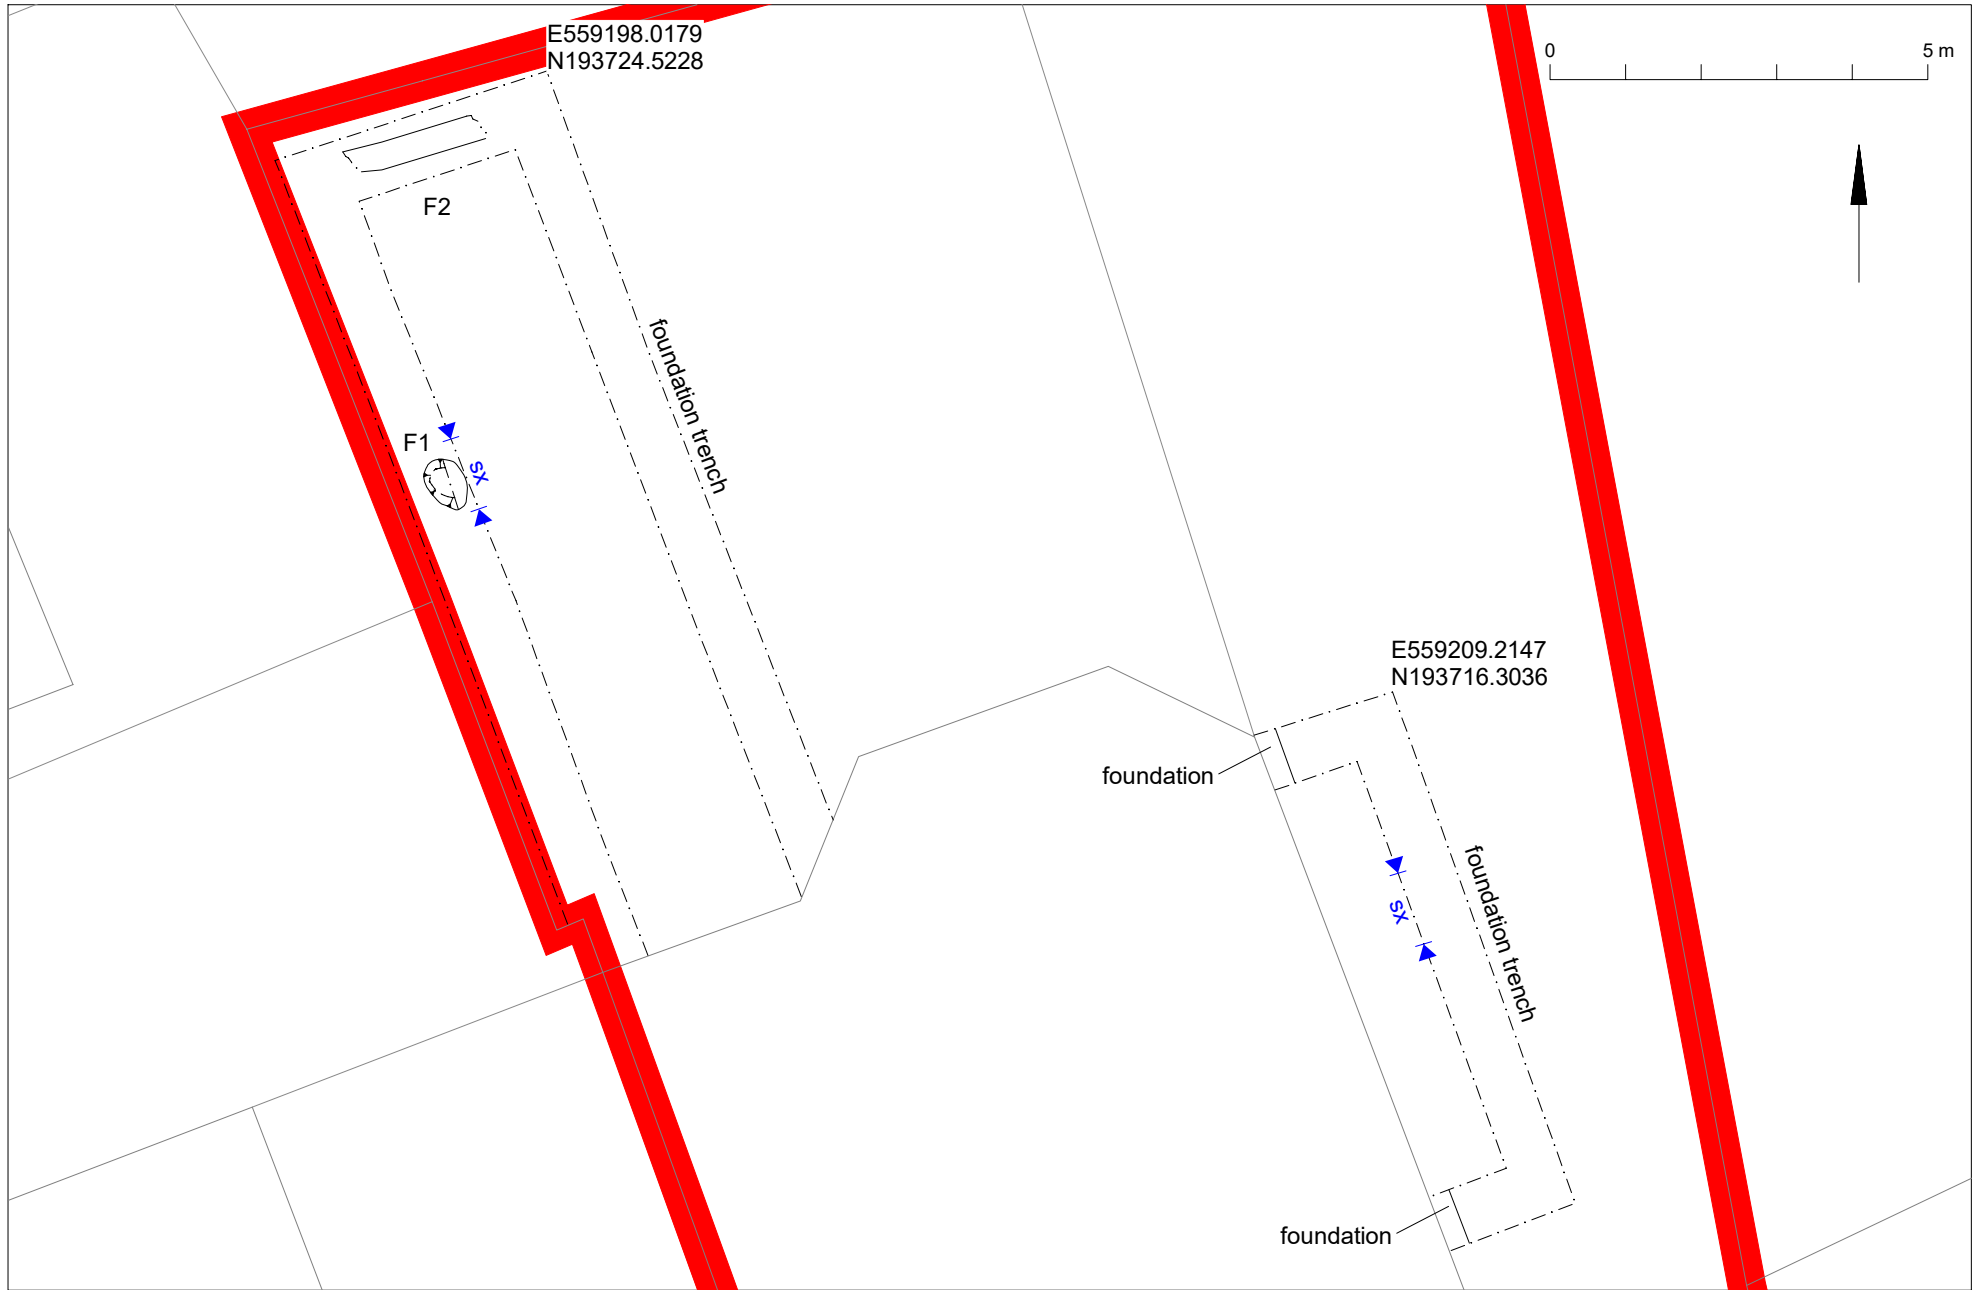 E559198.0179
N193724.5228
0
5 m
F2
foundation trench
F1
sx
E559209.2147
N193716.3036
foundation
foundation trench
sx
foundation